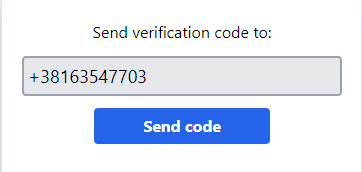 Send verification code to:
+38163547703
Send code